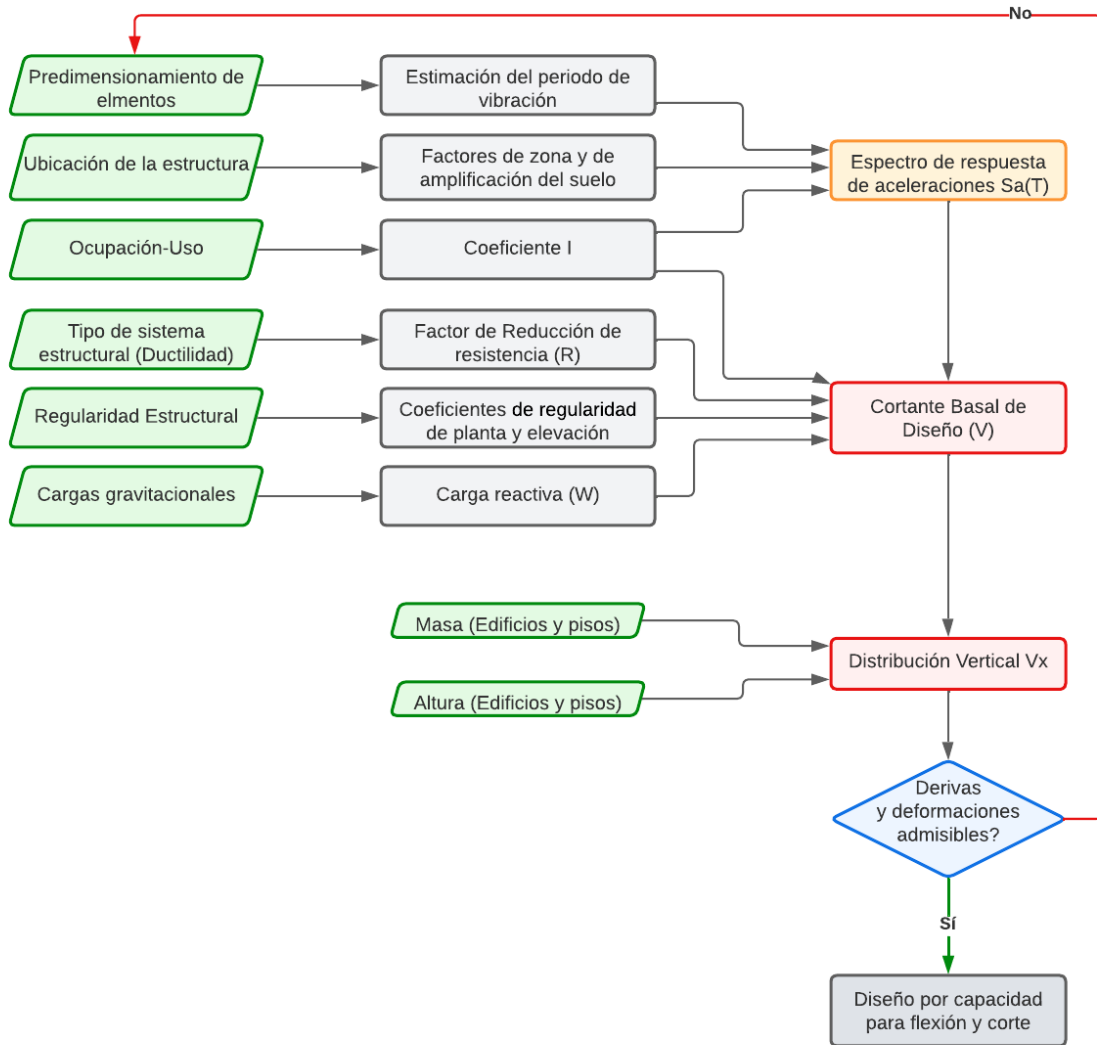 No
Predimensionamiento de
elmentos
Estimación del periodo de
vibración
Ubicación de la estructura
Factores de zona y de
amplificación del suelo
Espectro de respuesta
de aceleraciones Sa(T)
Ocupación-Uso
Coeficiente I
Tipo de sistema
estructural (Ductilidad)
Factor de Reducción de
resistencia (R)
Regularidad Estructural
Coeficientes de regularidad
de planta y elevación
Cortante Basal de
Diseño (V)
Cargas gravitacionales
Carga reactiva (W)
Masa (Edificios y pisos)
Distribución Vertical Vx
Altura (Edificios y pisos)
Derivas
y deformaciones
admisibles?
Sí
Diseño por capacidad
para flexión y corte